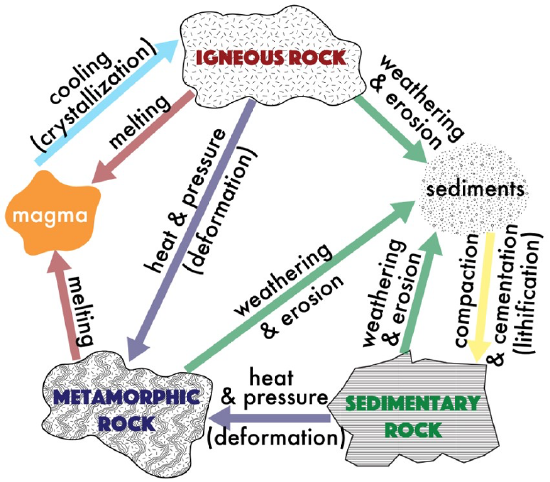 IGNEOUS ROCK
cooling
(crystallization)
melting
weathering
& erosion
heat & pressure
(deformation)
magma
sediments
melting
weathering
& erosion
weathering
& erosion
compaction
& cementation
(lithification)
METAMORPHIC
ROCK
heat
& pressure
(deformation)
SEDIMENTARY
ROCK